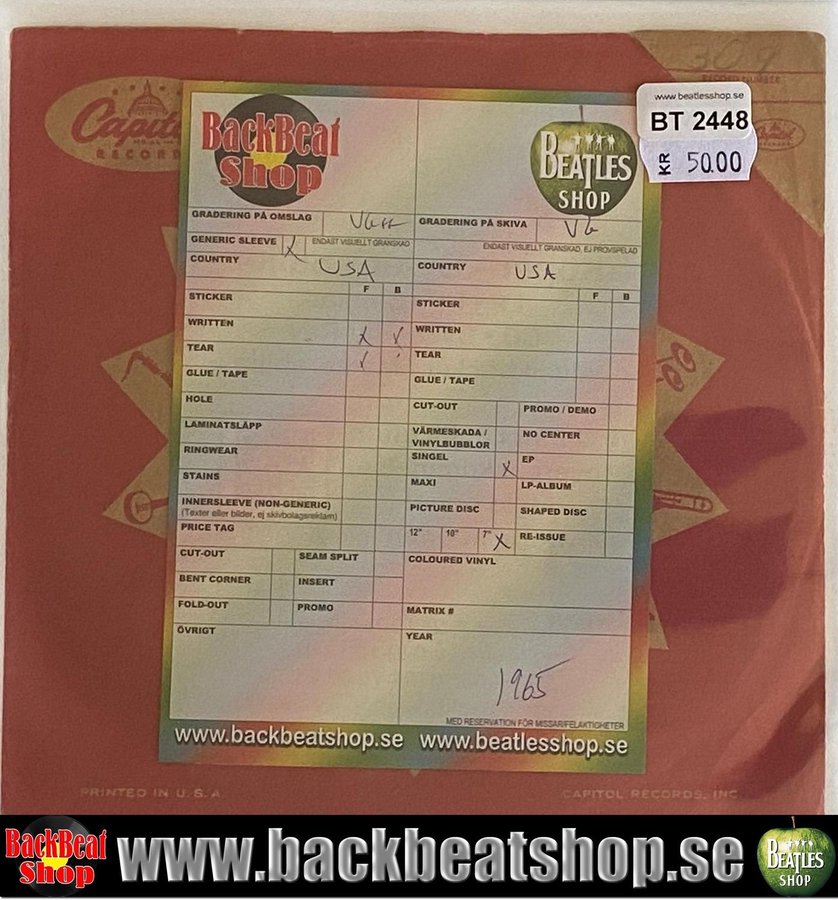 309
RECORD NUMBER
www.beatlesshop.se
BT 2448
KR 50.00
Capitol
RECORDS
BackBeat
Shop
BEATLES
SHOP
GRADERING PÅ OMSLAG VG++
GRADERING PÅ SKIVA VG
GENERIC SLEEVE X ENDAST VISUELLT GRANSKAD
ENDAST VISUELLT GRANSKAD, EJ PROVSPELAD
COUNTRY USA
COUNTRY USA
F B
F B
STICKER
STICKER
WRITTEN X V
WRITTEN
TEAR V
TEAR
GLUE / TAPE
GLUE / TAPE
HOLE
CUT-OUT
PROMO / DEMO
LAMINATSLÄPP
VÄRMESKADA /
VINYLBUBBLOR
NO CENTER
RINGWEAR
SINGEL X
EP
STAINS
MAXI
LP-ALBUM
INNERSLEEVE (NON-GENERIC)
(Texter eller bilder, ej skivbolagsreklam)
PICTURE DISC
SHAPED DISC
PRICE TAG
12" 10" 7" X
RE-ISSUE
CUT-OUT
SEAM SPLIT
COLOURED VINYL
BENT CORNER
INSERT
FOLD-OUT
PROMO
MATRIX #
ÖVRIGT
YEAR
1965
MED RESERVATION FÖR MISSAR/FELAKTIGHETER
www.backbeatshop.se www.beatlesshop.se
PRINTED IN U.S.A.
CAPITOL RECORDS, INC.
BackBeat
Shop
www.backbeatshop.se
BEATLES
SHOP